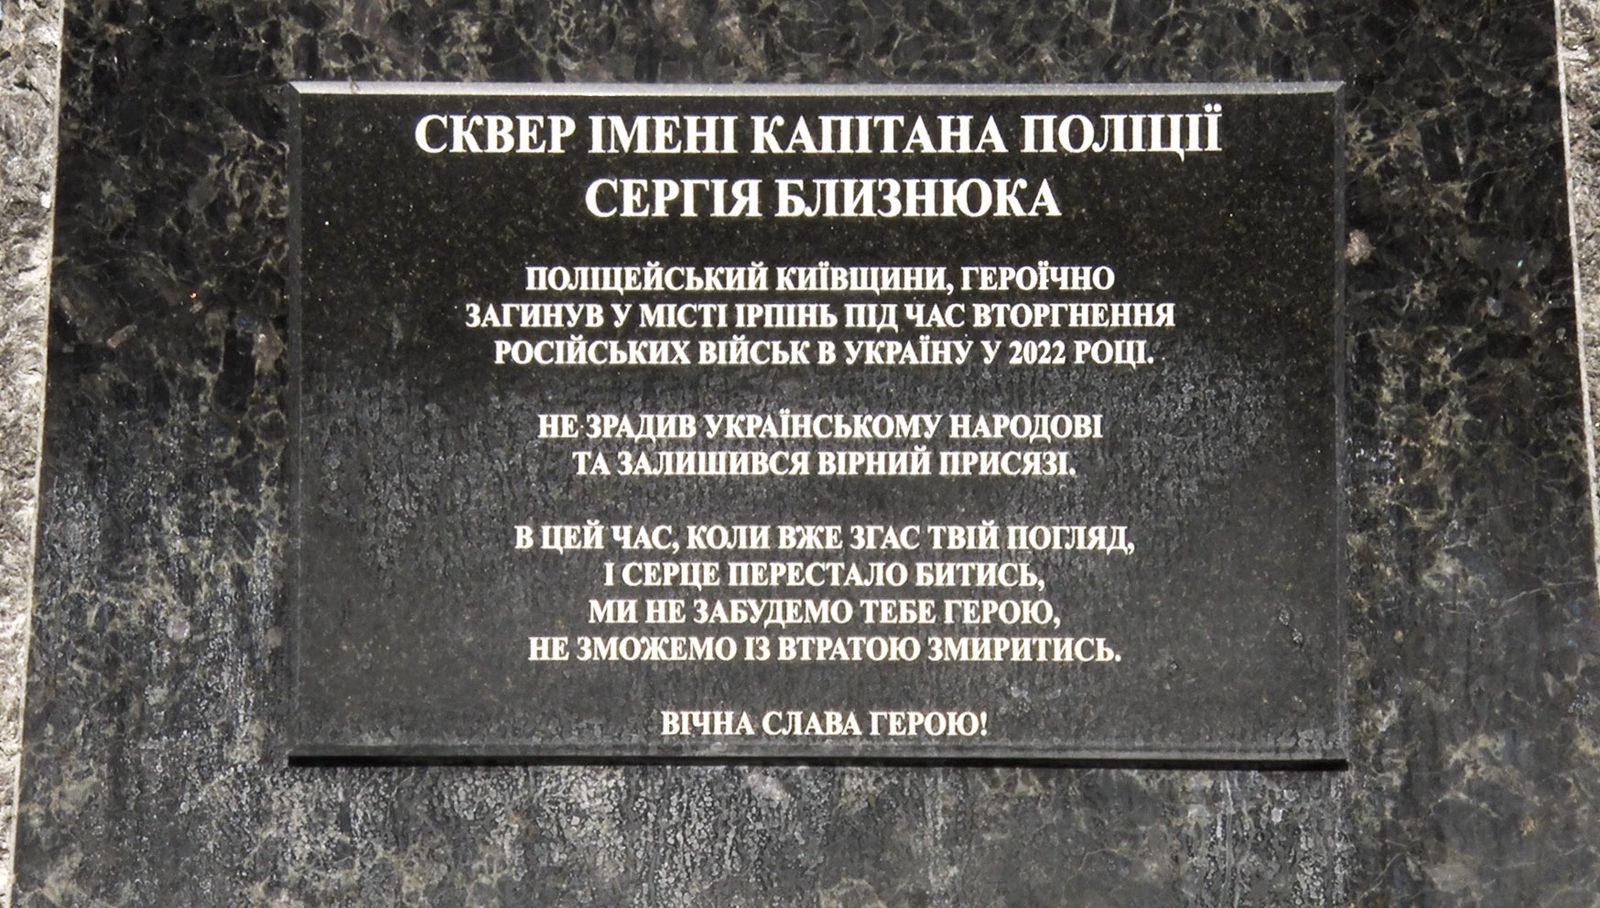 СКВЕР ІМЕНІ КАПІТАНА ПОЛІЦІЇ
СЕРГІЯ БЛИЗНЮКА
ПОЛІЦЕЙСЬКИЙ КИЇВЩИНИ, ГЕРОЇЧНО
ЗАГИНУВ У МІСТІ ІРПІНЬ ПІД ЧАС ВТОРГНЕННЯ
РОСІЙСЬКИХ ВІЙСЬК В УКРАЇНУ У 2022 РОЦІ.
НЕ ЗРАДИВ УКРАЇНСЬКОМУ НАРОДОВІ
ТА ЗАЛИШИВСЯ ВІРНИЙ ПРИСЯЗІ.
В ЦЕЙ ЧАС, КОЛИ ВЖЕ ЗГАС ТВІЙ ПОГЛЯД,
І СЕРЦЕ ПЕРЕСТАЛО БИТИСЬ,
МИ НЕ ЗАБУДЕМО ТЕБЕ ГЕРОЮ,
НЕ ЗМОЖЕМО ІЗ ВТРАТОЮ ЗМИРИТИСЬ.
ВІЧНА СЛАВА ГЕРОЮ!